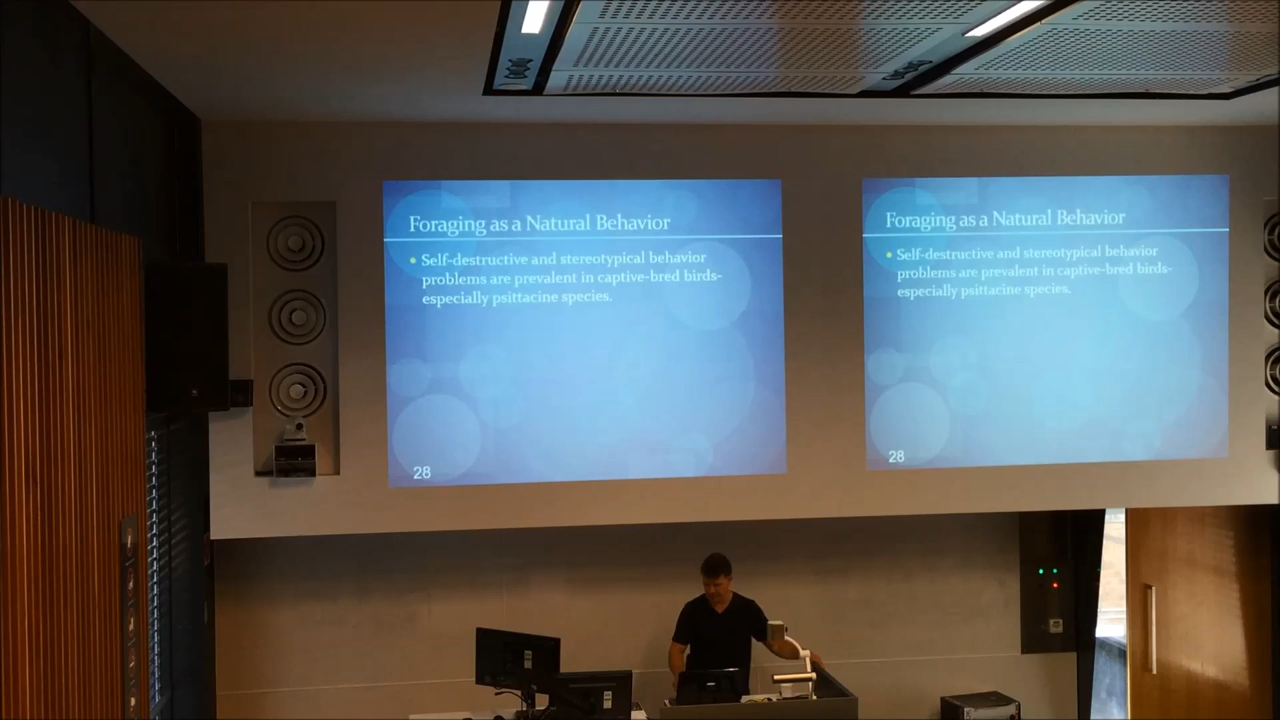 Foraging as a Natural Behavior
• Self-destructive and stereotypical behavior
problems are prevalent in captive-bred birds-
especially psittacine species.
28
Foraging as a Natural Behavior
• Self-destructive and stereotypical behavior
problems are prevalent in captive-bred birds-
especially psittacine species.
28